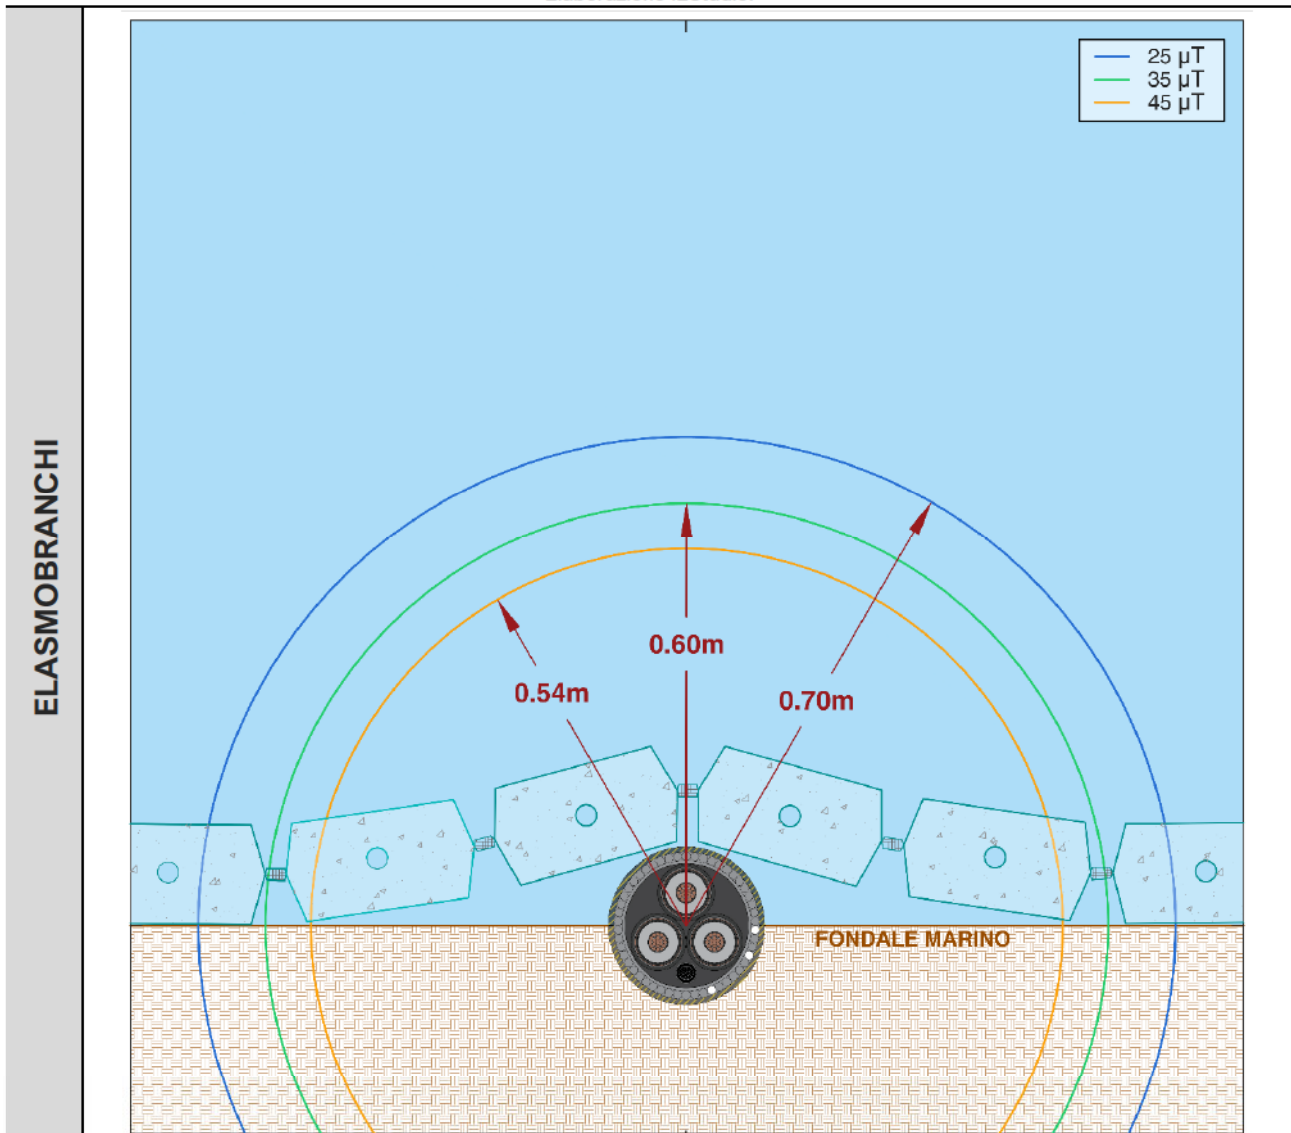 25 µT
35 µT
45 µT
ELASMOBRANCHI
0.60m
0.54m
0.70m
FONDALE MARINO